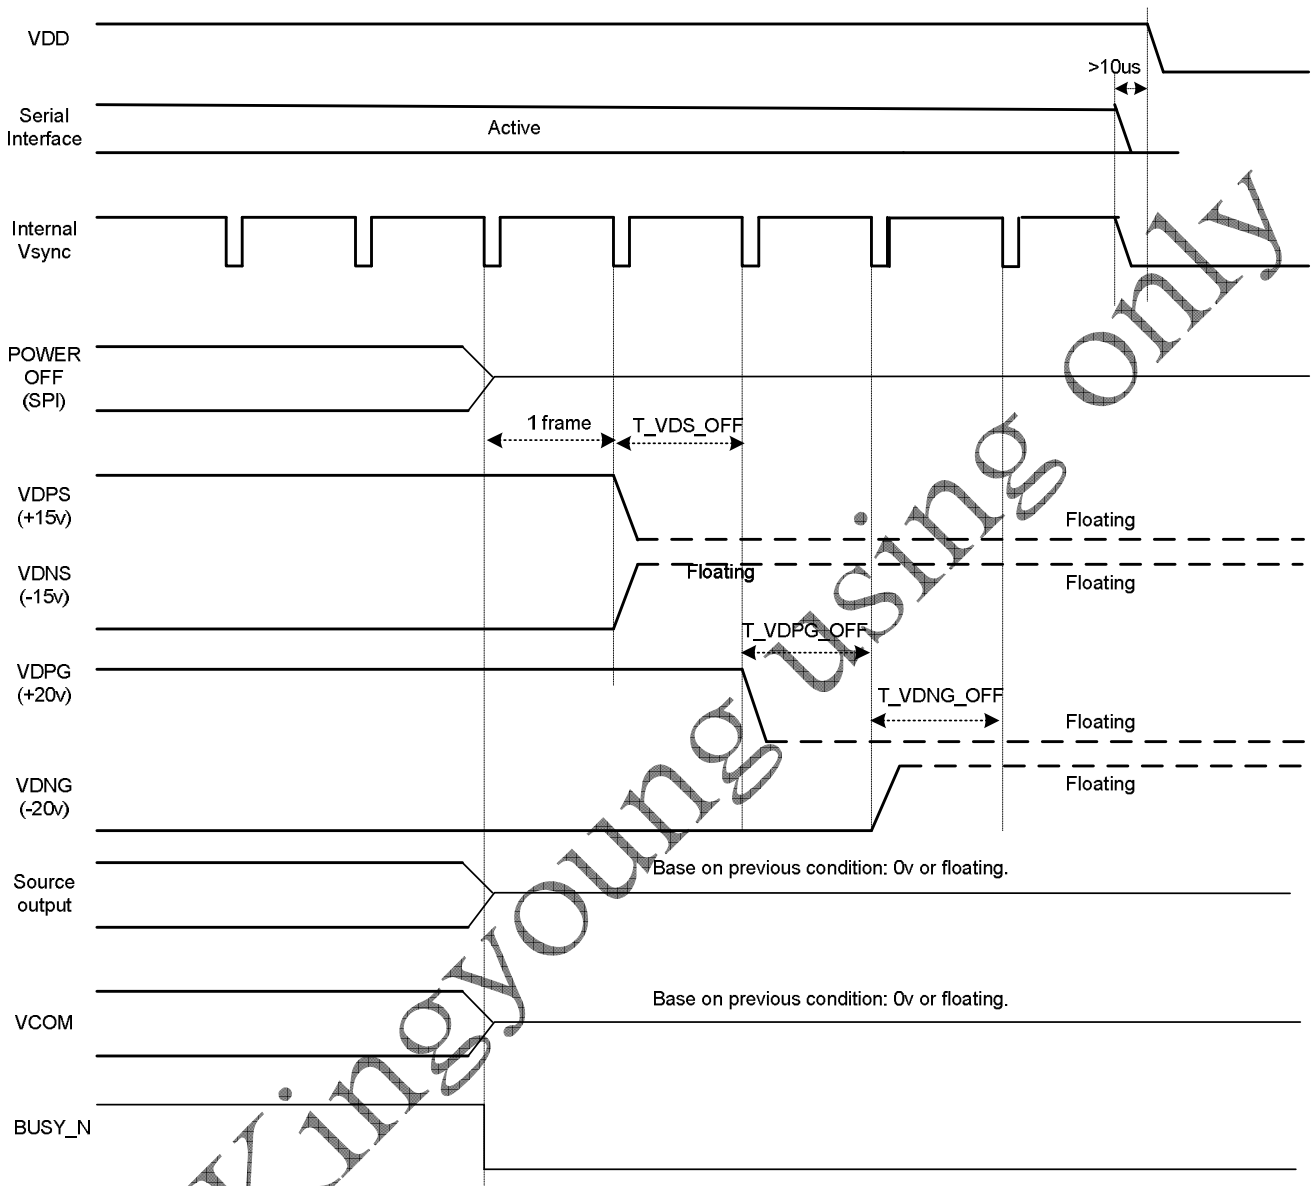 VDD
>10us
Serial
Interface
Active
Internal
Vsync
POWER
OFF
(SPI)
1 frame
T_VDS_OFF
VDPS
(+15v)
Floating
VDNS
(-15v)
Floating
Floating
T_VDPG_OFF
VDPG
(+20v)
T_VDNG_OFF
Floating
VDNG
(-20v)
Floating
Source
output
Base on previous condition: 0v or floating.
VCOM
Base on previous condition: 0v or floating.
BUSY_N
Kingyoung using only